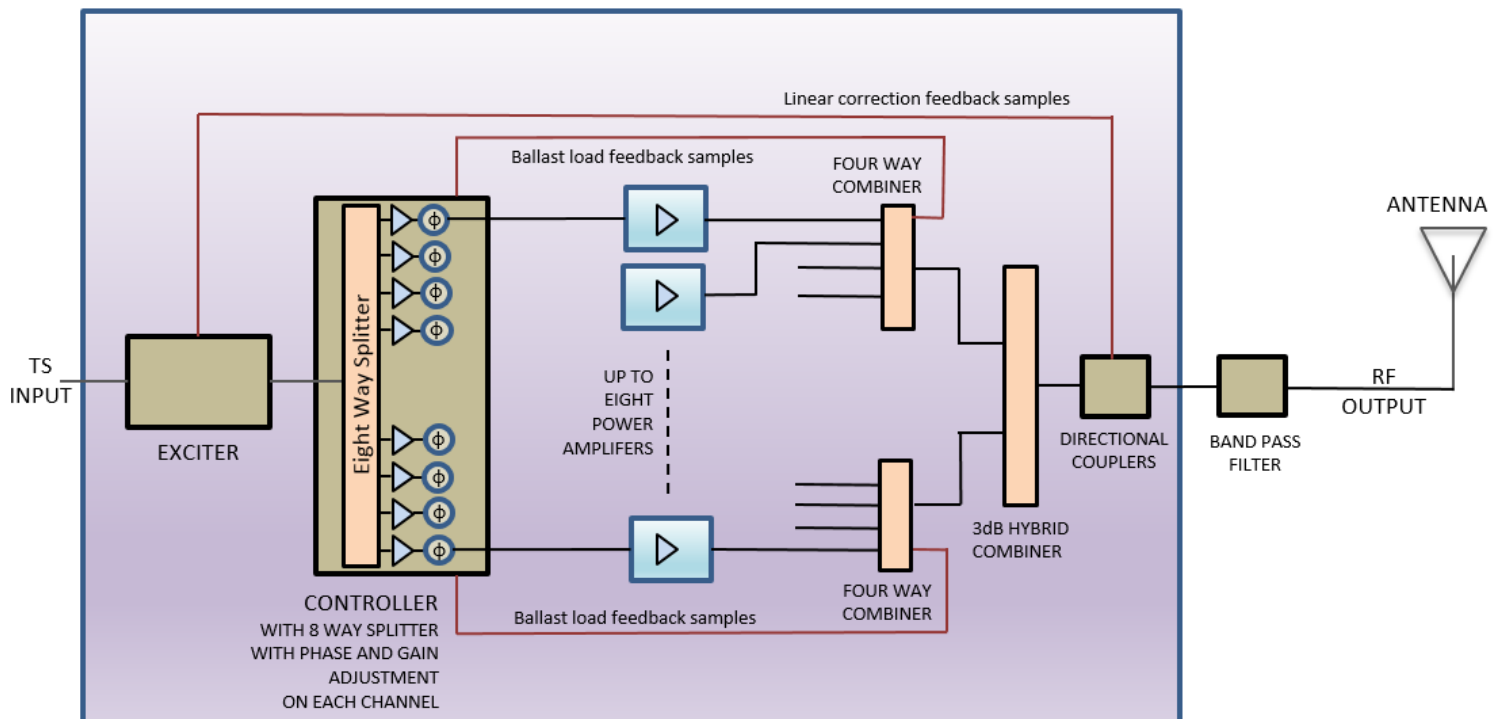 Linear correction feedback samples
Ballast load feedback samples
FOUR WAY
COMBINER
ANTENNA
ϕ
ϕ
ϕ
ϕ
Eight Way Splitter
TS
INPUT
EXCITER
UP TO
EIGHT
POWER
AMPLIFERS
RF
OUTPUT
DIRECTIONAL
COUPLERS
BAND PASS
FILTER
ϕ
ϕ
ϕ
ϕ
3dB HYBRID
COMBINER
FOUR WAY
COMBINER
Ballast load feedback samples
CONTROLLER
WITH 8 WAY SPLITTER
WITH PHASE AND GAIN
ADJUSTMENT
ON EACH CHANNEL